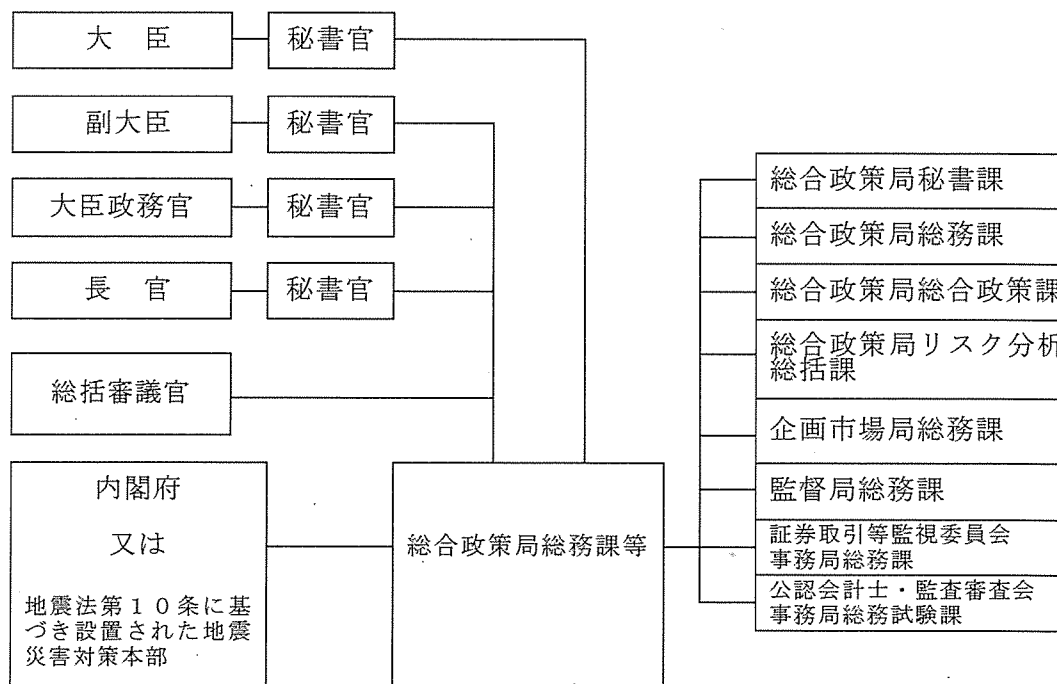 大　臣
秘書官
副大臣
秘書官
大臣政務官
秘書官
長　官
秘書官
総括審議官
内閣府
又は
地震法第１０条に基
づき設置された地震
災害対策本部
総合政策局総務課等
総合政策局秘書課
総合政策局総務課
総合政策局総合政策課
総合政策局リスク分析
総括課
企画市場局総務課
監督局総務課
証券取引等監視委員会
事務局総務課
公認会計士・監査審査会
事務局総務試験課